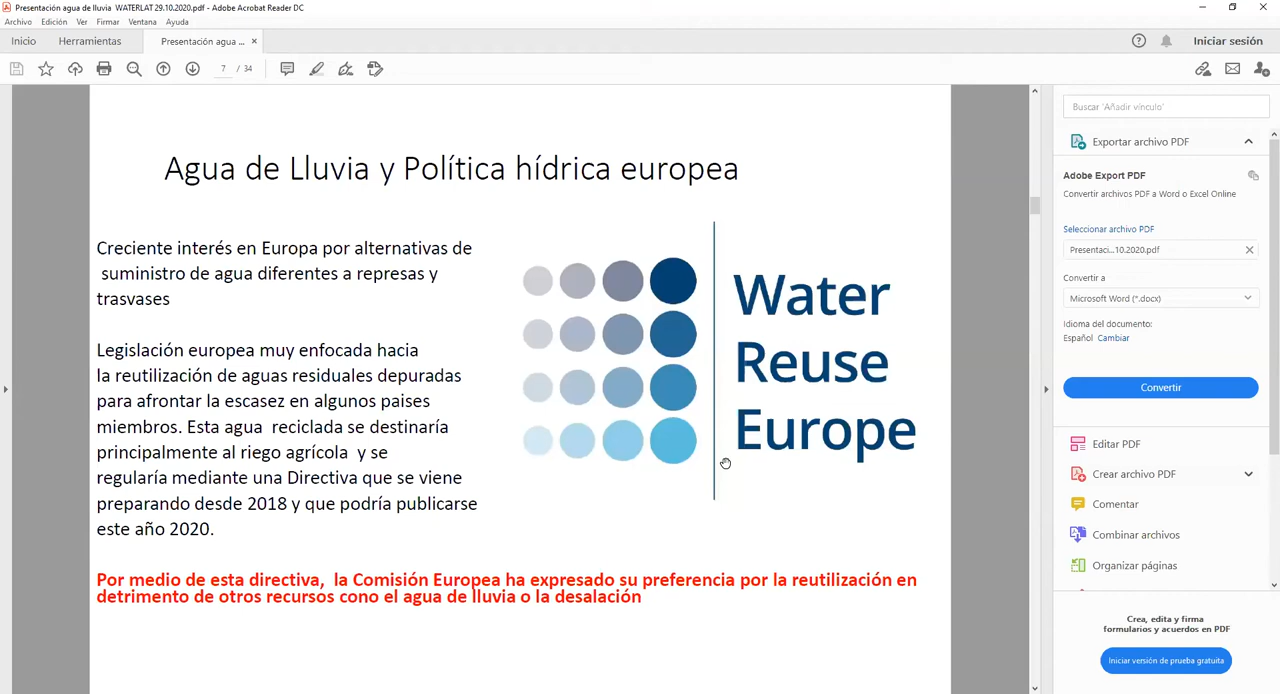 Presentación agua de lluvia WATERLAT 29.10.2020.pdf - Adobe Acrobat Reader DC
Archivo Edición Ver Firmar Ventana Ayuda
Inicio Herramientas Presentación agua ... × Iniciar sesión
7 / 34
Agua de Lluvia y Política hídrica europea
Creciente interés en Europa por alternativas de
suministro de agua diferentes a represas y
trasvases
Legislación europea muy enfocada hacia
la reutilización de aguas residuales depuradas
para afrontar la escasez en algunos paises
miembros. Esta agua reciclada se destinaría
principalmente al riego agrícola y se
regularía mediante una Directiva que se viene
preparando desde 2018 y que podría publicarse
este año 2020.
Water
Reuse
Europe
Por medio de esta directiva, la Comisión Europea ha expresado su preferencia por la reutilización en
detrimento de otros recursos cono el agua de lluvia o la desalación
Buscar 'Añadir vínculo'
Exportar archivo PDF
Adobe Export PDF
Convertir archivos PDF a Word o Excel Online
Seleccionar archivo PDF
Presentaci...10.2020.pdf
Convertir a
Microsoft Word (*.docx)
Idioma del documento:
Español Cambiar
Convertir
Editar PDF
Crear archivo PDF
Comentar
Combinar archivos
Organizar páginas
Crea, edita y firma
formularios y acuerdos en PDF
Iniciar versión de prueba gratuita